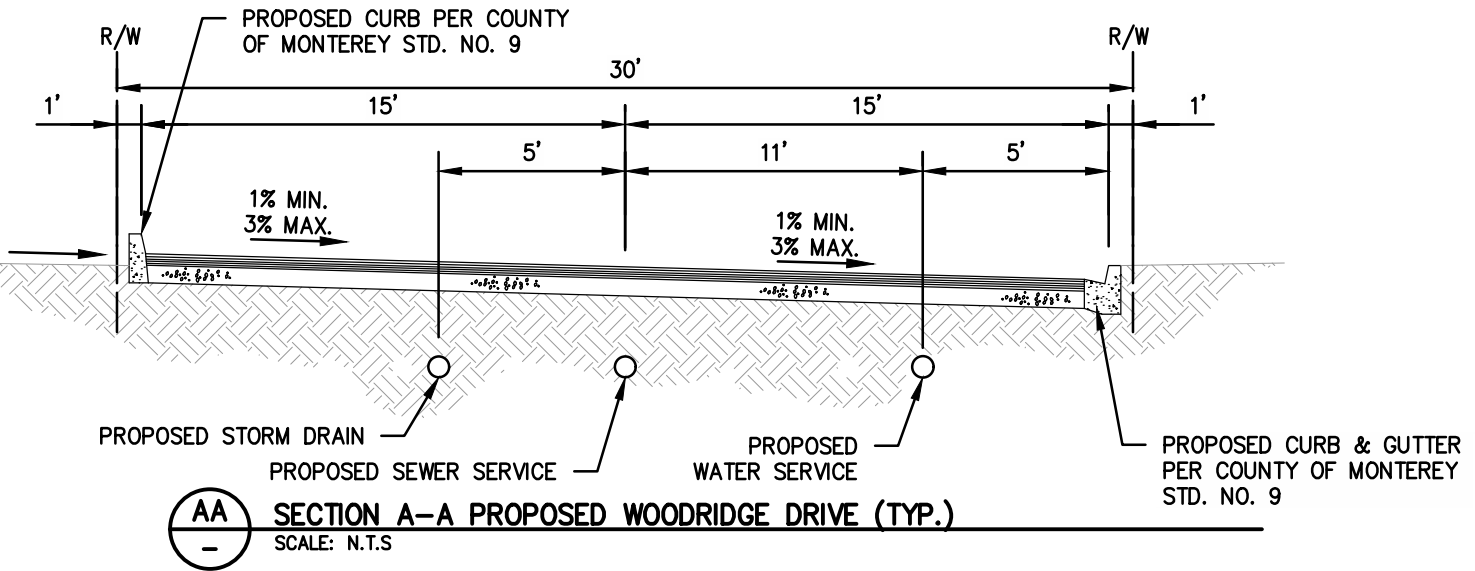 PROPOSED CURB PER COUNTY
OF MONTEREY STD. NO. 9
R/W
R/W
30'
1'
15'
15'
1'
5'
11'
5'
1% MIN.
3% MAX.
1% MIN.
3% MAX.
PROPOSED STORM DRAIN
PROPOSED SEWER SERVICE
PROPOSED
WATER SERVICE
PROPOSED CURB & GUTTER
PER COUNTY OF MONTEREY
STD. NO. 9
AA
-
SECTION A-A PROPOSED WOODRIDGE DRIVE (TYP.)
SCALE: N.T.S